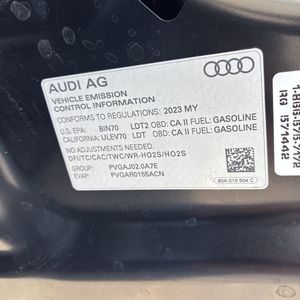 AUDI AG
VEHICLE EMISSION
CONTROL INFORMATION
CONFORMS TO REGULATIONS: 2023 MY
U.S. EPA: BIN70 LDT2 OBD: CA II FUEL: GASOLINE
CALIFORNIA: ULEV70 LDT OBD: CA II FUEL: GASOLINE
NO ADJUSTMENTS NEEDED
DFI/TC/CAC/TWC/WR-HO2S/HO2S
GROUP: PVGAJ02.0A7E
EVAP: PVGAR0155ACN
80A 010 504 C